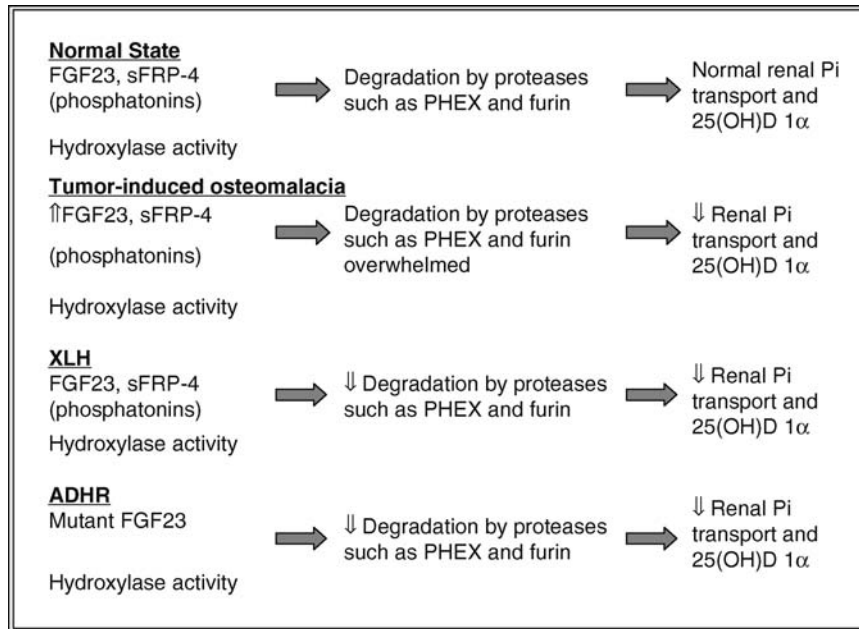 Normal State
FGF23, sFRP-4
(phosphatonins)
Hydroxylase activity
Degradation by proteases
such as PHEX and furin
Normal renal Pi
transport and
25(OH)D 1α
Tumor-induced osteomalacia
⇑FGF23, sFRP-4
(phosphatonins)
Hydroxylase activity
Degradation by proteases
such as PHEX and furin
overwhelmed
⇓ Renal Pi
transport and
25(OH)D 1α
XLH
FGF23, sFRP-4
(phosphatonins)
Hydroxylase activity
⇓ Degradation by proteases
such as PHEX and furin
⇓ Renal Pi
transport and
25(OH)D 1α
ADHR
Mutant FGF23
Hydroxylase activity
⇓ Degradation by proteases
such as PHEX and furin
⇓ Renal Pi
transport and
25(OH)D 1α